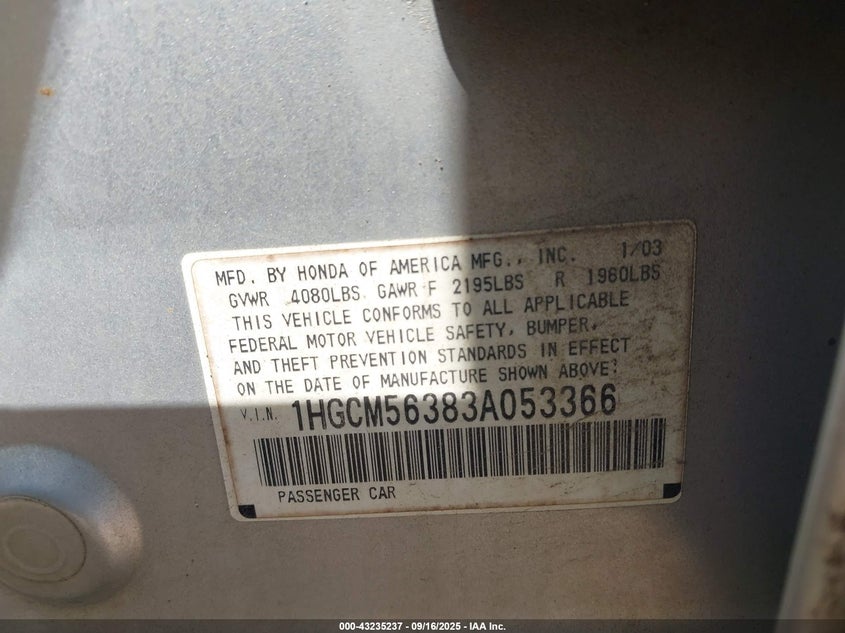 MFD. BY HONDA OF AMERICA MFG., INC. 1/03
GVWR 4080LBS GAWR F 2195LBS R 1960LBS
THIS VEHICLE CONFORMS TO ALL APPLICABLE
FEDERAL MOTOR VEHICLE SAFETY, BUMPER,
AND THEFT PREVENTION STANDARDS IN EFFECT
ON THE DATE OF MANUFACTURE SHOWN ABOVE.
V.I.N. 1HGCM56383A053366
PASSENGER CAR
000-43235237 - 09/16/2025 - IAA Inc.